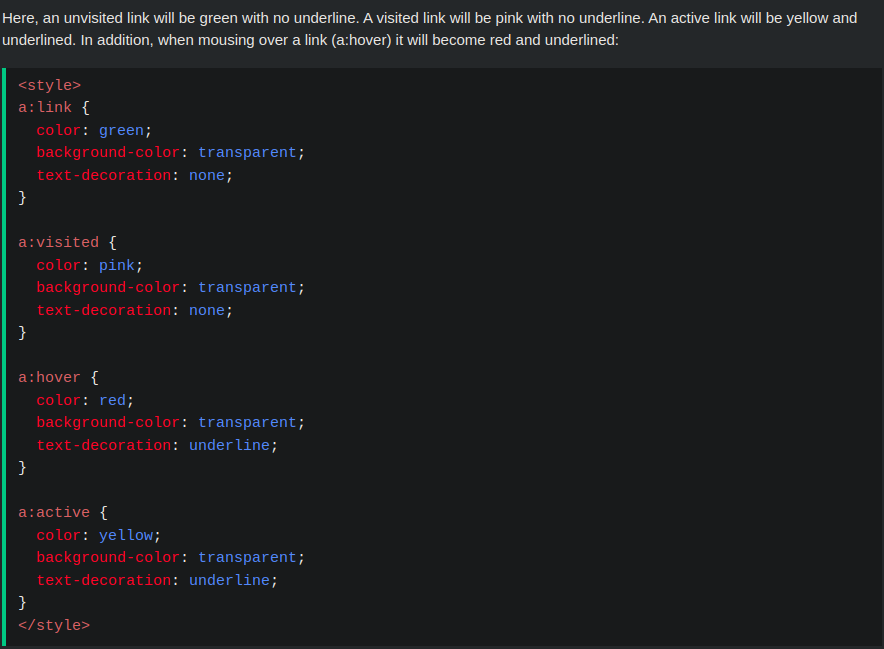 Here, an unvisited link will be green with no underline. A visited link will be pink with no underline. An active link will be yellow and
underlined. In addition, when mousing over a link (a:hover) it will become red and underlined:
<style>
a:link {
  color: green;
  background-color: transparent;
  text-decoration: none;
}

a:visited {
  color: pink;
  background-color: transparent;
  text-decoration: none;
}

a:hover {
  color: red;
  background-color: transparent;
  text-decoration: underline;
}

a:active {
  color: yellow;
  background-color: transparent;
  text-decoration: underline;
}
</style>